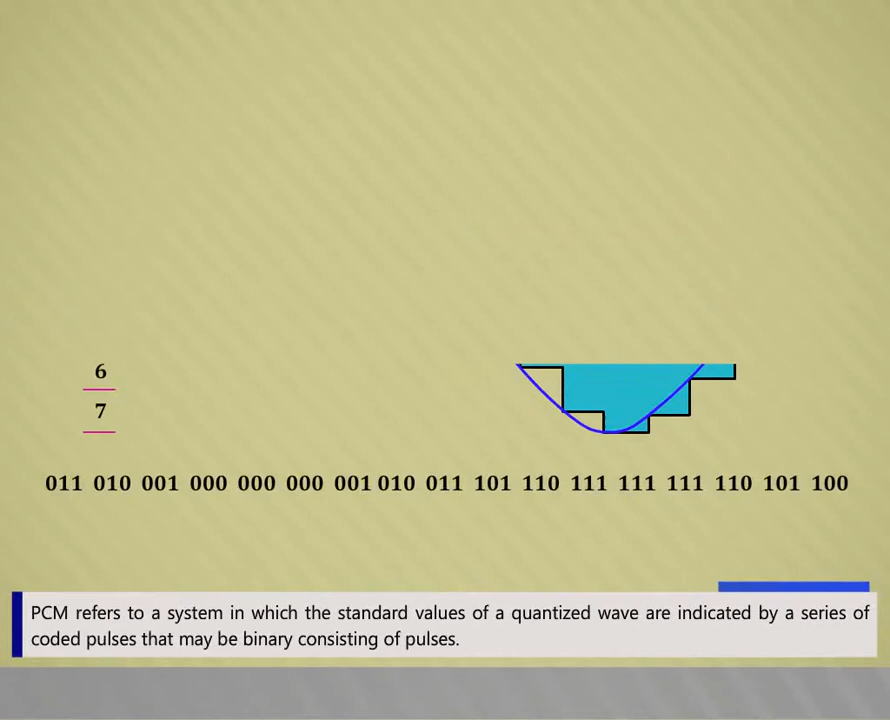 6
7
011 010 001 000 000 000 001 010 011 101 110 111 111 111 110 101 100
PCM refers to a system in which the standard values of a quantized wave are indicated by a series of
coded pulses that may be binary consisting of pulses.